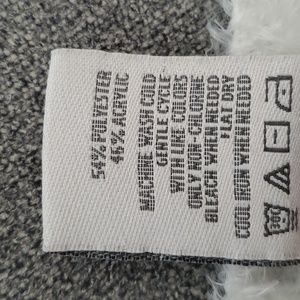 54% POLYESTER
46% ACRYLIC
MACHINE WASH COLD
GENTLE CYCLE
WITH LIKE COLORS
ONLY NON-CHLORINE
BLEACH WHEN NEEDED
FLAT DRY
COOL IRON WHEN NEEDED